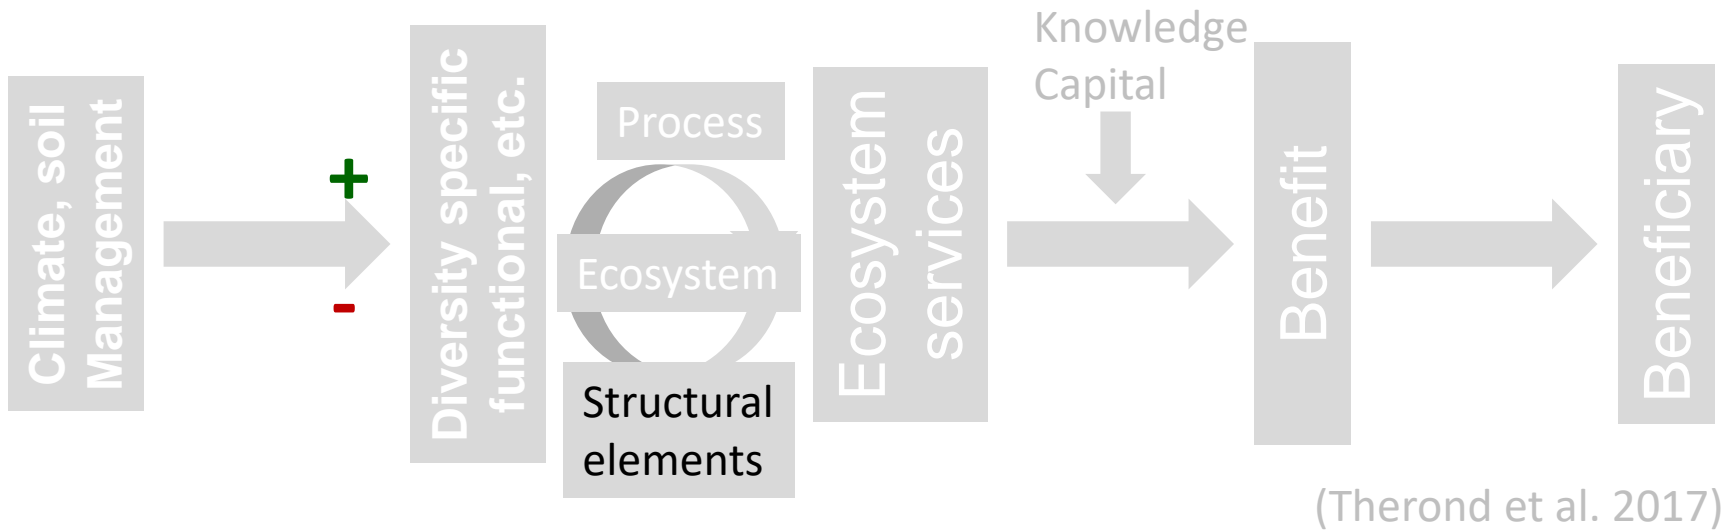 Climate, soil
Management
+
-
Diversity specific
functional, etc.
Process
Ecosystem
Structural
elements
Ecosystem
services
Knowledge
Capital
Benefit
Beneficiary
(Therond et al. 2017)